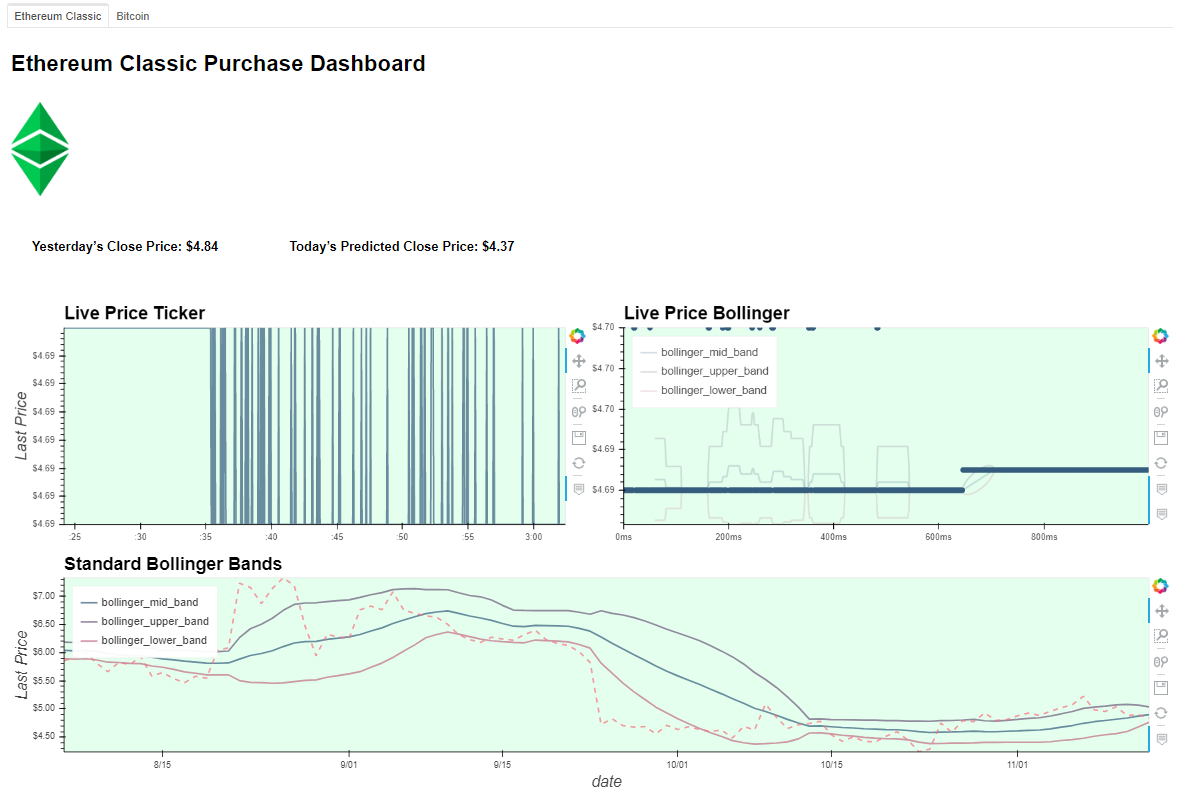 Ethereum Classic Bitcoin
Ethereum Classic Purchase Dashboard
Yesterday’s Close Price: $4.84 Today’s Predicted Close Price: $4.37
Live Price Ticker
Last Price
$4.69
$4.69
$4.69
$4.69
$4.69
$4.69
$4.69
:25 :30 :35 :40 :45 :50 :55 3:00
Live Price Bollinger
$4.70
$4.70
$4.70
$4.69
$4.69
bollinger_mid_band
bollinger_upper_band
bollinger_lower_band
0ms 200ms 400ms 600ms 800ms
Standard Bollinger Bands
Last Price
$7.00
$6.50
$6.00
$5.50
$5.00
$4.50
bollinger_mid_band
bollinger_upper_band
bollinger_lower_band
8/15 9/01 9/15 10/01 10/15 11/01
date